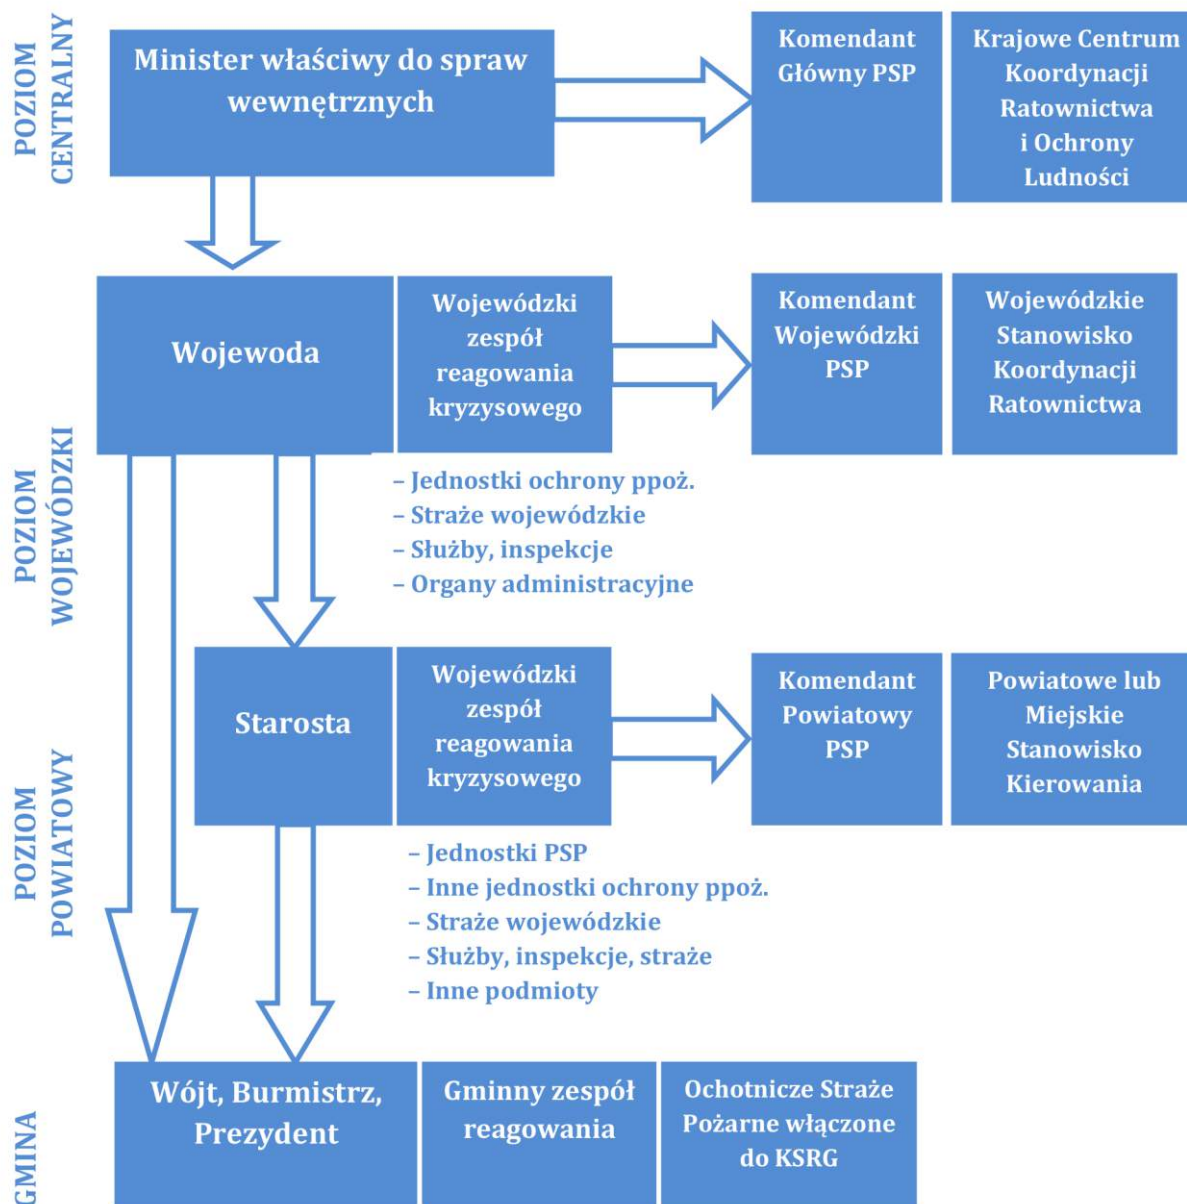 POZIOM
CENTRALNY
Minister właściwy do spraw
wewnętrznych
Komendant
Główny PSP
Krajowe Centrum
Koordynacji
Ratownictwa
i Ochrony
Ludności
POZIOM
WOJEWÓDZKI
Wojewoda
Wojewódzki
zespół
reagowania
kryzysowego
Komendant
Wojewódzki
PSP
Wojewódzkie
Stanowisko
Koordynacji
Ratownictwa
– Jednostki ochrony ppoż.
– Straże wojewódzkie
– Służby, inspekcje
– Organy administracyjne
POZIOM
POWIATOWY
Starosta
Wojewódzki
zespół
reagowania
kryzysowego
Komendant
Powiatowy
PSP
Powiatowe lub
Miejskie
Stanowisko
Kierowania
– Jednostki PSP
– Inne jednostki ochrony ppoż.
– Straże wojewódzkie
– Służby, inspekcje, straże
– Inne podmioty
GMINA
Wójt, Burmistrz,
Prezydent
Gminny zespół
reagowania
Ochotnicze Straże
Pożarne włączone
do KSRG